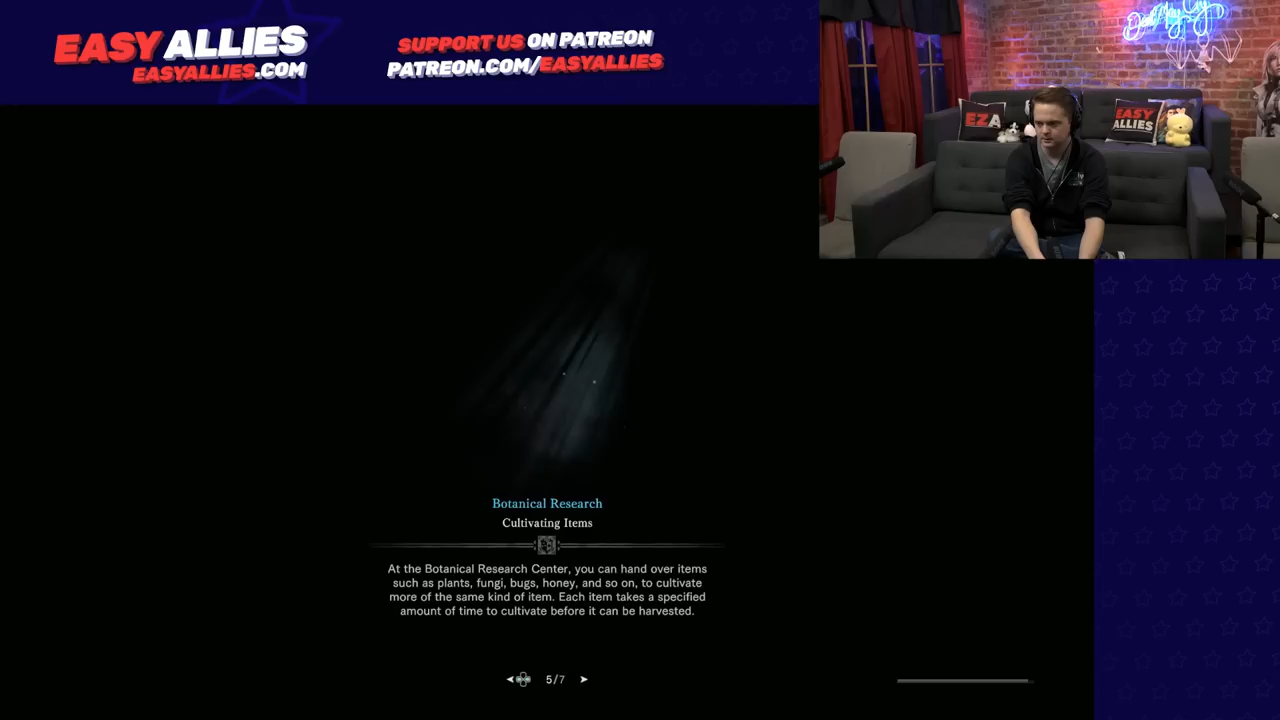 EASY ALLIES
EASYALLIES.COM
SUPPORT US ON PATREON
PATREON.COM/EASYALLIES
Devil May Cry
EZA
EASY
ALLIES
Botanical Research
Cultivating Items
At the Botanical Research Center, you can hand over items
such as plants, fungi, bugs, honey, and so on, to cultivate
more of the same kind of item. Each item takes a specified
amount of time to cultivate before it can be harvested.
5/7